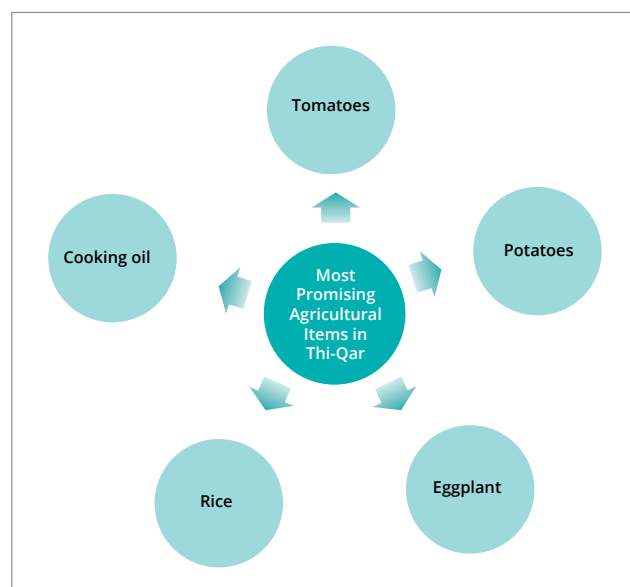 Tomatoes
Cooking oil
Potatoes
Most
Promising
Agricultural
Items in
Thi-Qar
Rice
Eggplant